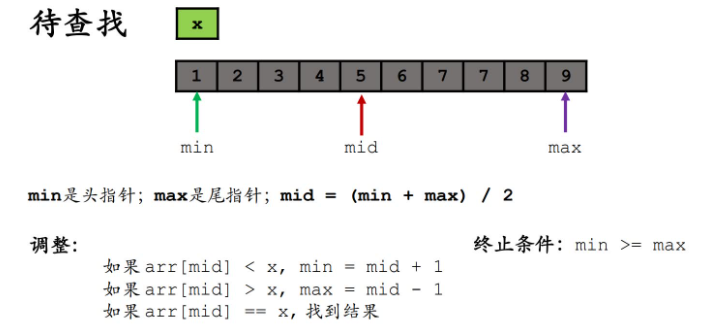 待查找 x
1 2 3 4 5 6 7 7 8 9
min mid max
min是头指针；max是尾指针；mid = (min + max) / 2
调整： 终止条件：min >= max
如果arr[mid] < x, min = mid + 1
如果arr[mid] > x, max = mid - 1
如果arr[mid] == x，找到结果